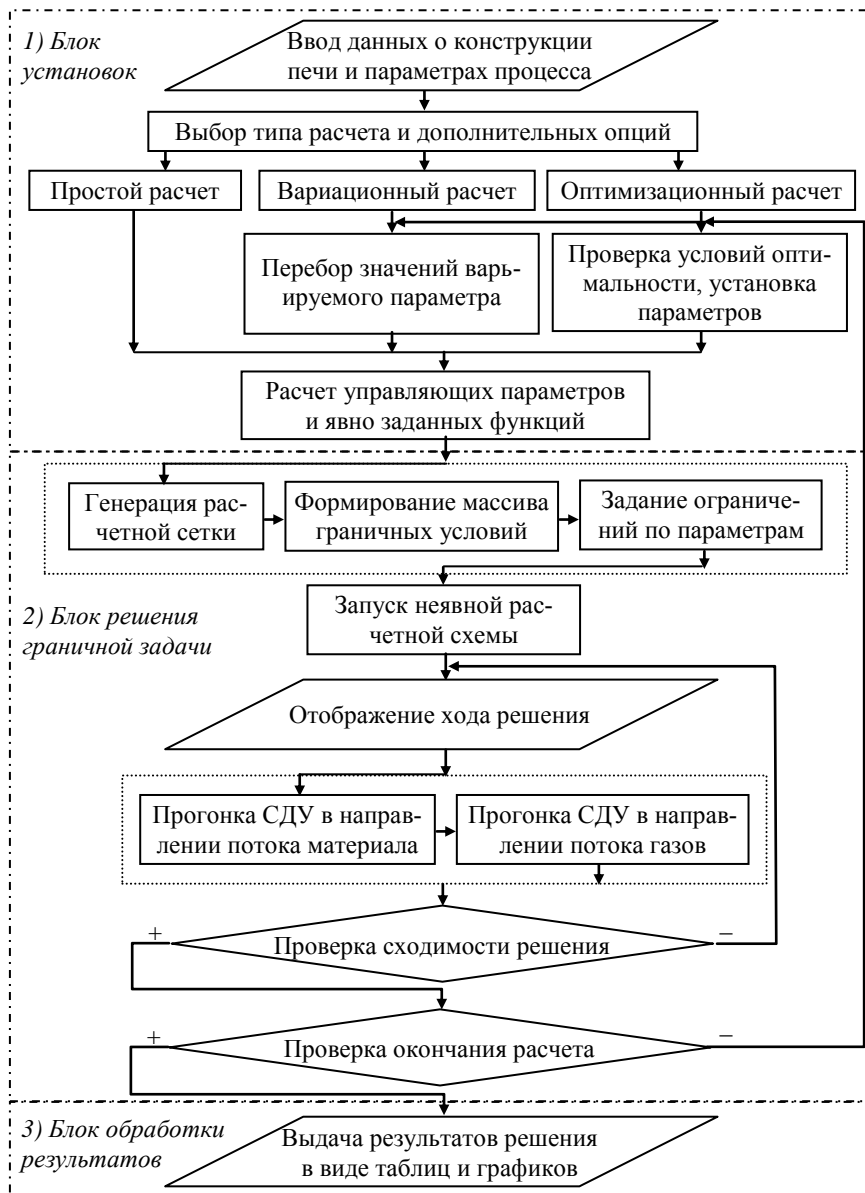 1) Блок
установок
Ввод данных о конструкции
печи и параметрах процесса
Выбор типа расчета и дополнительных опций
Простой расчет
Вариационный расчет
Оптимизационный расчет
Перебор значений варь-
ируемого параметра
Проверка условий опти-
мальности, установка
параметров
Расчет управляющих параметров
и явно заданных функций
Генерация рас-
четной сетки
Формирование массива
граничных условий
Задание ограниче-
ний по параметрам
2) Блок решения
граничной задачи
Запуск неявной рас-
четной схемы
Отображение хода решения
Прогонка СДУ в направ-
лении потока материала
Прогонка СДУ в направ-
лении потока газов
+
Проверка сходимости решения
–
+
Проверка окончания расчета
–
3) Блок обработки
результатов
Выдача результатов решения
в виде таблиц и графиков